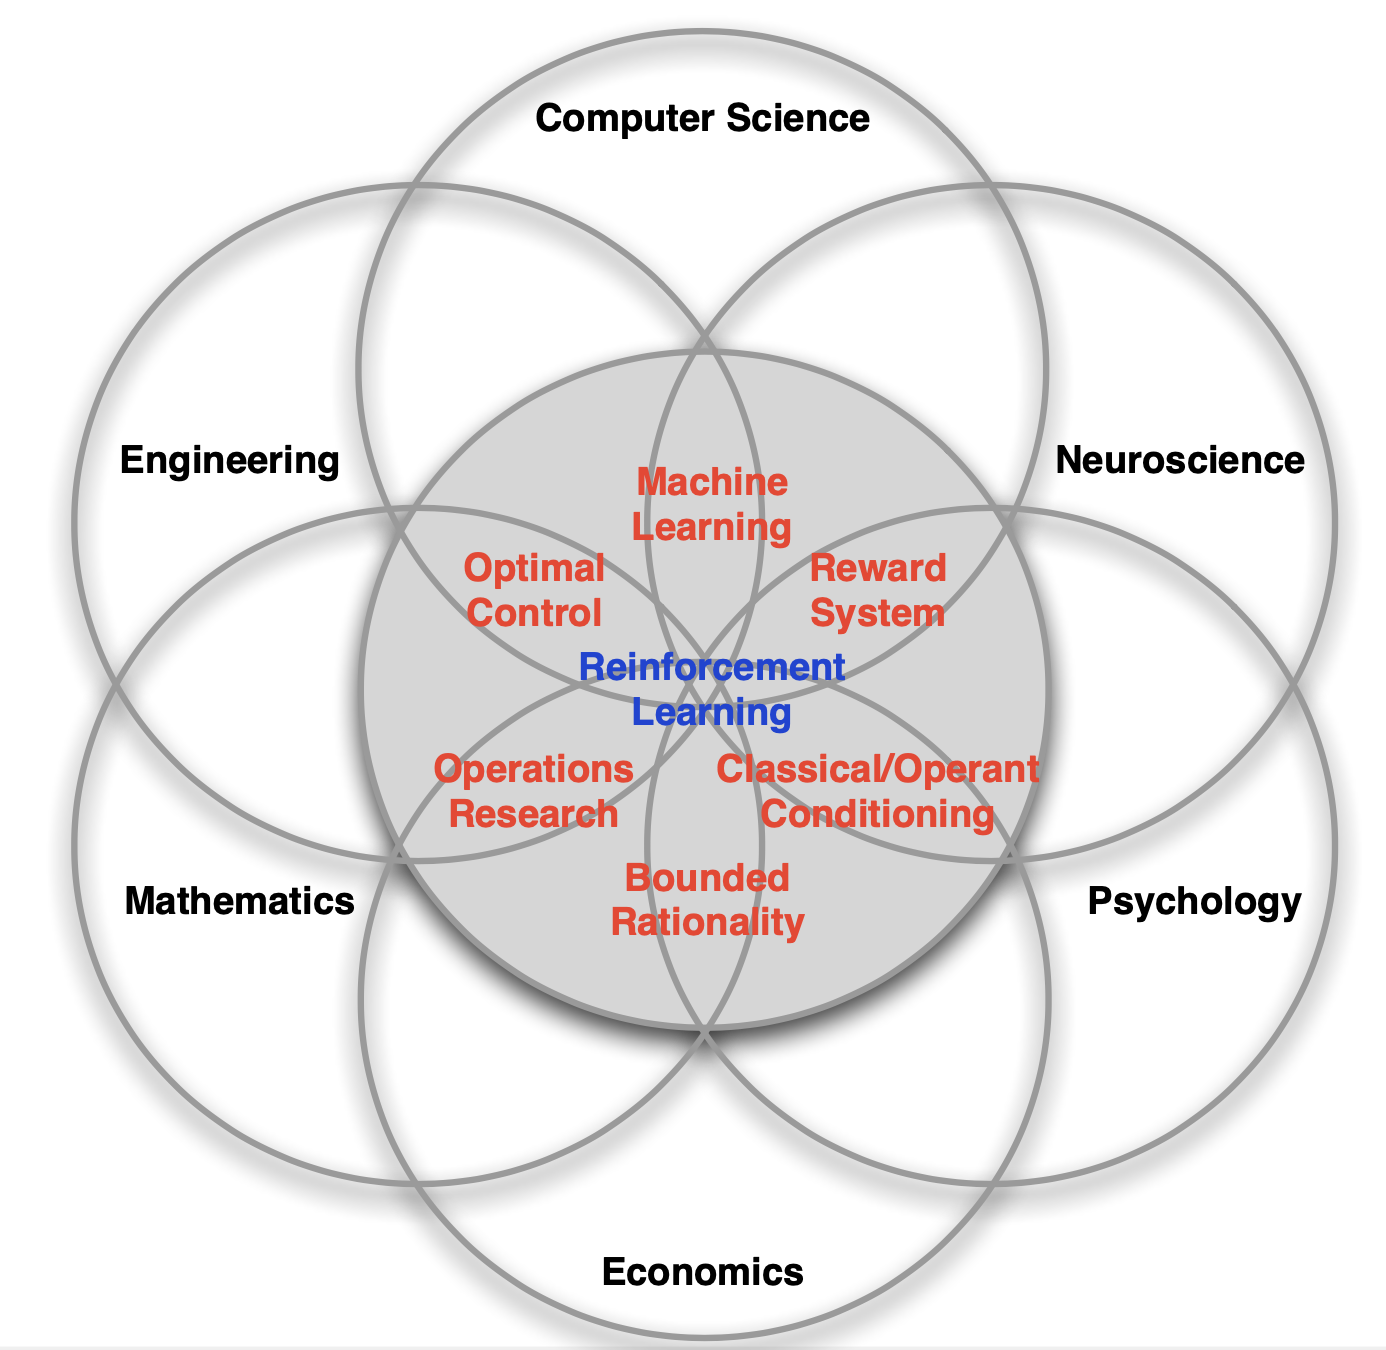 Computer Science
Engineering
Neuroscience
Machine
Learning
Optimal
Control
Reward
System
Reinforcement
Learning
Operations
Research
Classical/Operant
Conditioning
Bounded
Rationality
Mathematics
Psychology
Economics